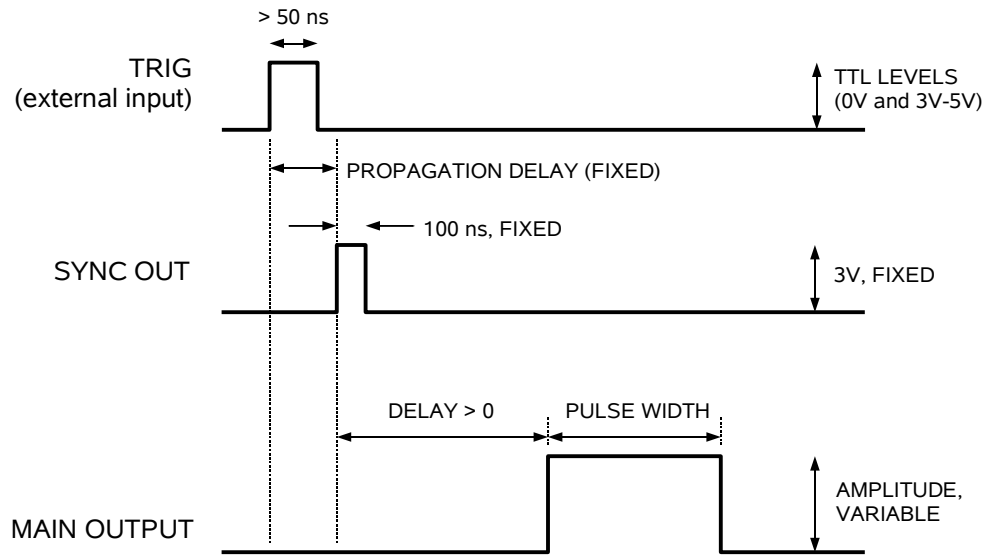 > 50 ns
TRIG
(external input)
TTL LEVELS
(0V and 3V-5V)
PROPAGATION DELAY (FIXED)
100 ns, FIXED
SYNC OUT
3V, FIXED
DELAY > 0
PULSE WIDTH
AMPLITUDE,
VARIABLE
MAIN OUTPUT